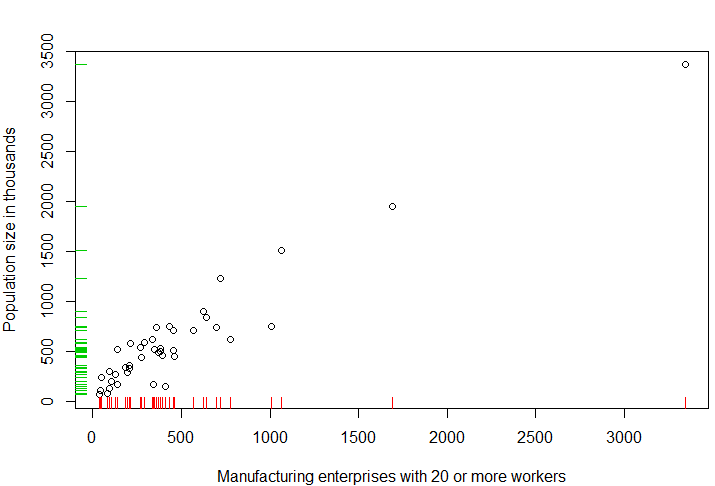 Population size in thousands
3500
3000
2500
2000
1500
1000
500
0
0 500 1000 1500 2000 2500 3000
Manufacturing enterprises with 20 or more workers